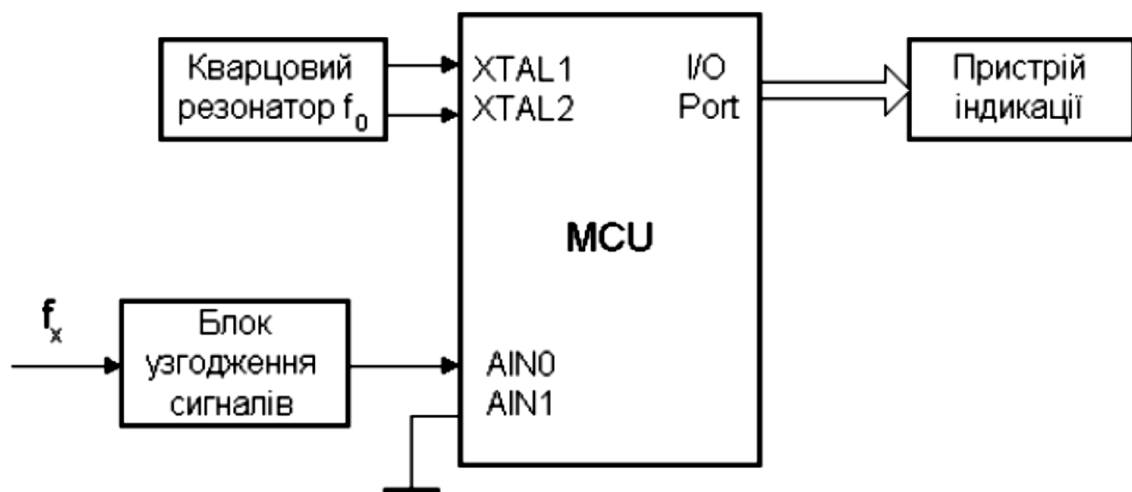 Кварцовий
резонатор f₀
XTAL1
XTAL2
I/O
Port
Пристрій
індикації
MCU
fₓ
Блок
узгодження
сигналів
AIN0
AIN1